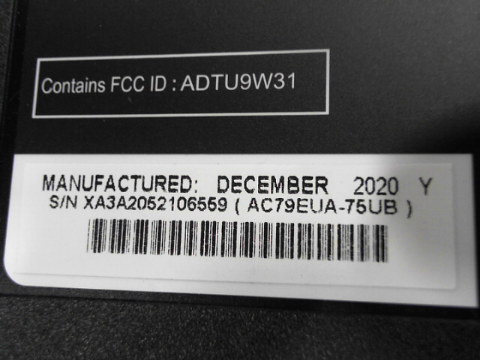 Contains FCC ID : ADTU9W31
MANUFACTURED: DECEMBER 2020 Y
S/N XA3A2052106559 ( AC79EUA-75UB )